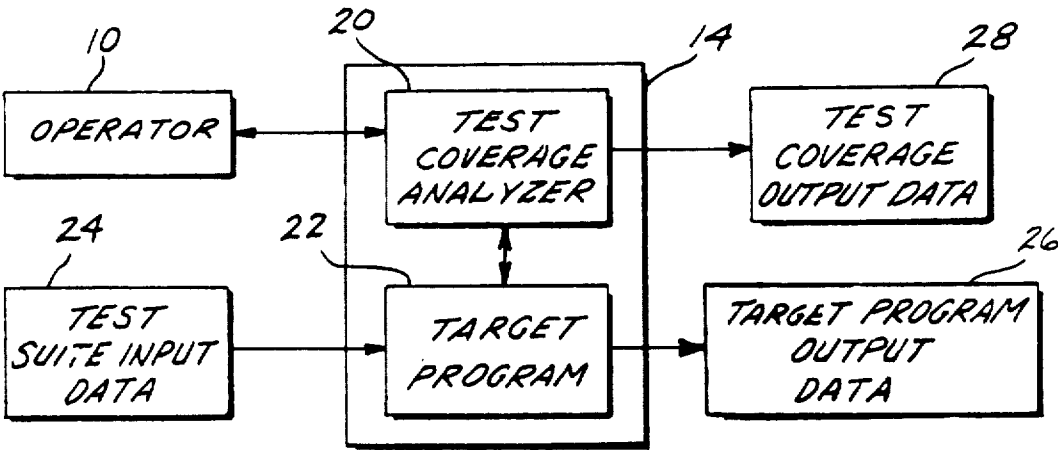 10
OPERATOR
20
TEST
COVERAGE
ANALYZER
14
28
TEST
COVERAGE
OUTPUT DATA
24
TEST
SUITE INPUT
DATA
22
TARGET
PROGRAM
26
TARGET PROGRAM
OUTPUT
DATA